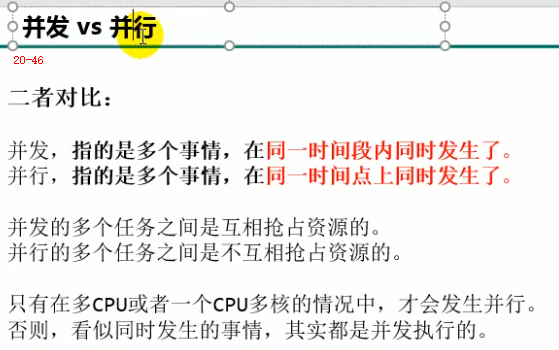 并发 vs 并行
20-46
二者对比：
并发，指的是多个事情，在同一时间段内同时发生了。
并行，指的是多个事情，在同一时间点上同时发生了。
并发的多个任务之间是互相抢占资源的。
并行的多个任务之间是不互相抢占资源的。
只有在多CPU或者一个CPU多核的情况中，才会发生并行。
否则，看似同时发生的事情，其实都是并发执行的。